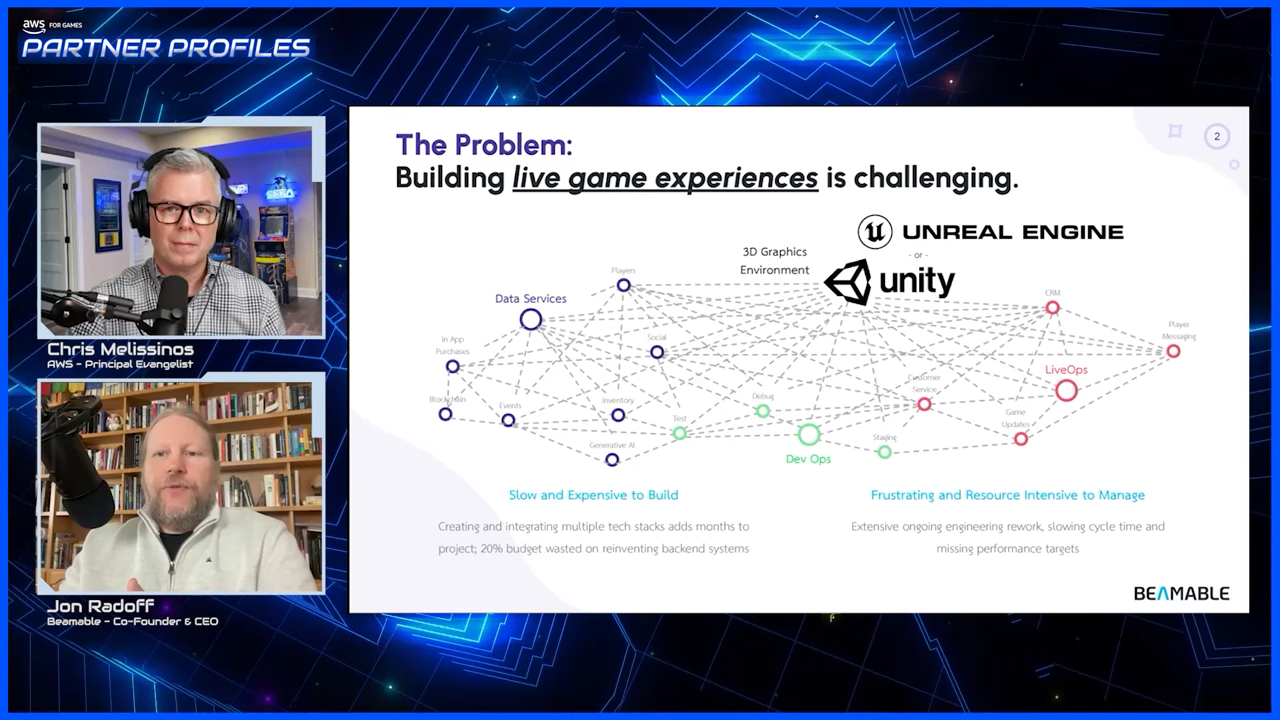 aws FOR GAMES
PARTNER PROFILES
Chris Melissinos
AWS - Principal Evangelist
Jon Radoff
Beamable - Co-Founder & CEO
2
The Problem:
Building live game experiences is challenging.
UNREAL ENGINE
- or -
unity
3D Graphics
Environment
Players
Data Services
CRM
Player
Messaging
In App
Purchases
Social
LiveOps
Customer
Service
Blockchain
Events
Inventory
Debug
Test
Game
Updates
Generative AI
Dev Ops
Staging
Slow and Expensive to Build
Creating and integrating multiple tech stacks adds months to
project; 20% budget wasted on reinventing backend systems
Frustrating and Resource Intensive to Manage
Extensive ongoing engineering rework, slowing cycle time and
missing performance targets
BEAMABLE
SEGA